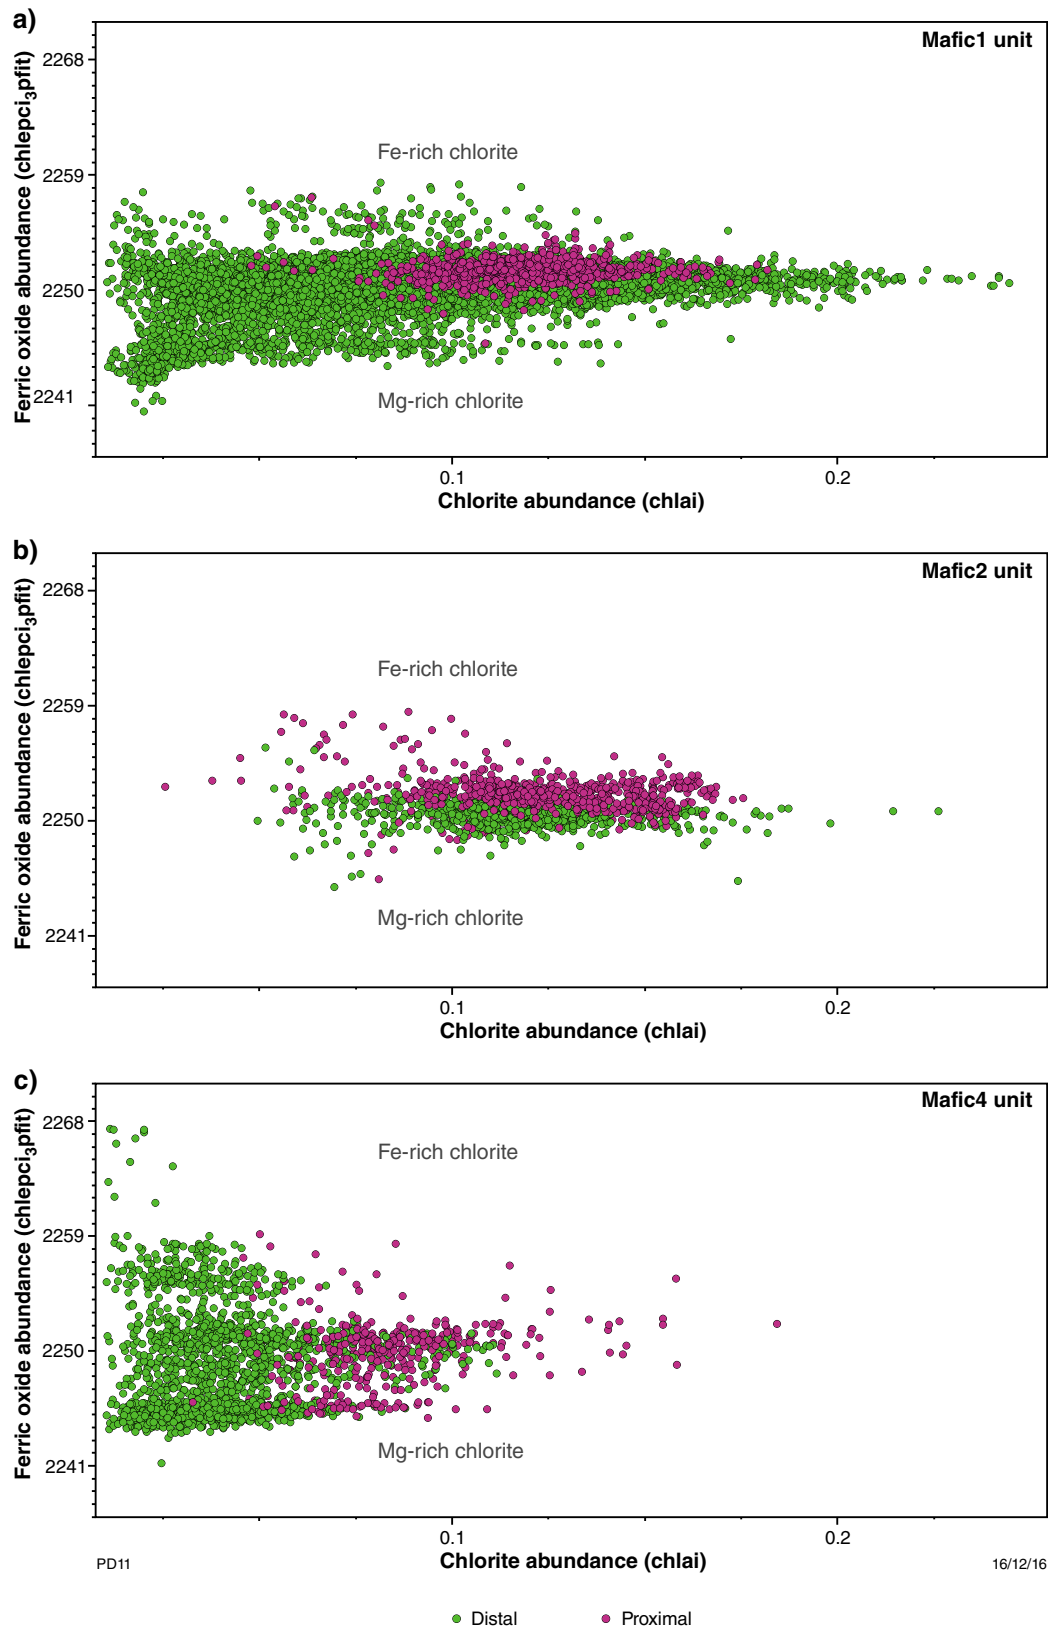 a)
Mafic1 unit
Ferric oxide abundance (chlepci3pfit)
2268
Fe-rich chlorite
2259
2250
2241
Mg-rich chlorite
0.1
0.2
Chlorite abundance (chlai)
b)
Mafic2 unit
Ferric oxide abundance (chlepci3pfit)
2268
Fe-rich chlorite
2259
2250
2241
Mg-rich chlorite
0.1
0.2
Chlorite abundance (chlai)
c)
Mafic4 unit
Ferric oxide abundance (chlepci3pfit)
2268
Fe-rich chlorite
2259
2250
2241
Mg-rich chlorite
0.1
0.2
PD11
Chlorite abundance (chlai)
16/12/16
Distal
Proximal